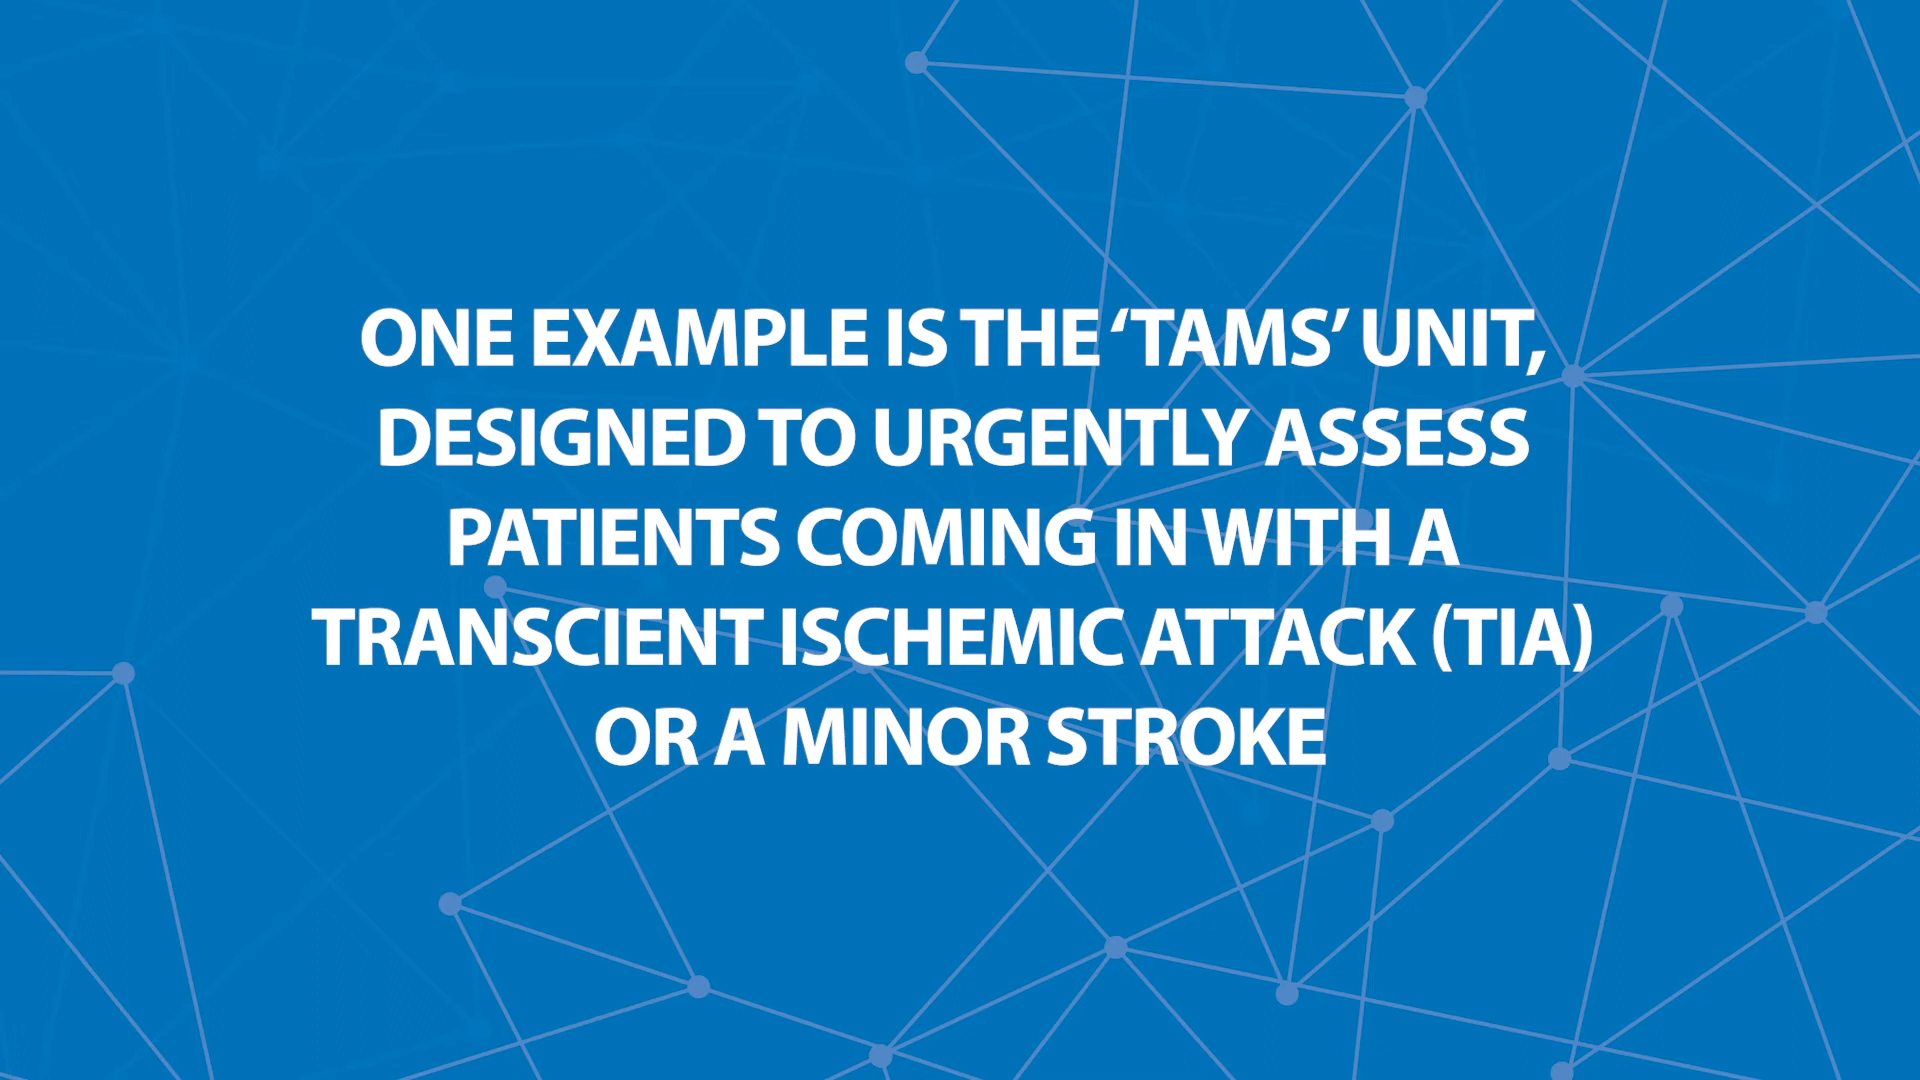 ONE EXAMPLE IS THE ‘TAMS’ UNIT,
DESIGNED TO URGENTLY ASSESS
PATIENTS COMING IN WITH A
TRANSCIENT ISCHEMIC ATTACK (TIA)
OR A MINOR STROKE